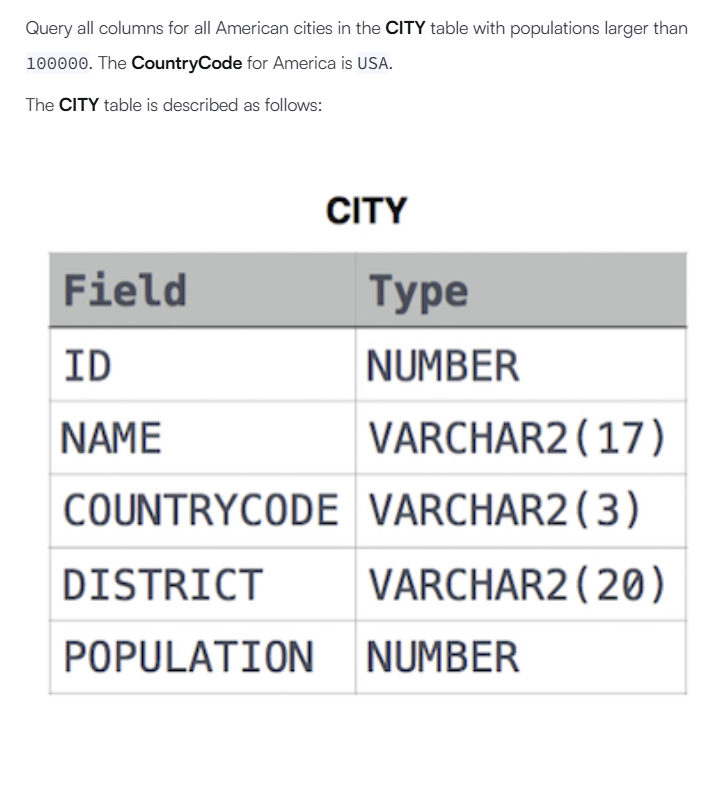 Query all columns for all American cities in the CITY table with populations larger than
100000. The CountryCode for America is USA.
The CITY table is described as follows:
CITY
Field Type
ID NUMBER
NAME VARCHAR2(17)
COUNTRYCODE VARCHAR2(3)
DISTRICT VARCHAR2(20)
POPULATION NUMBER